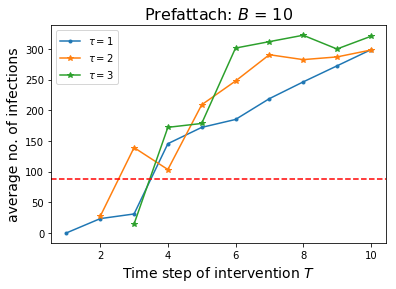 Prefattach: B = 10
τ = 1
τ = 2
τ = 3
average no. of infections
300
250
200
150
100
50
0
2
4
6
8
10
Time step of intervention T